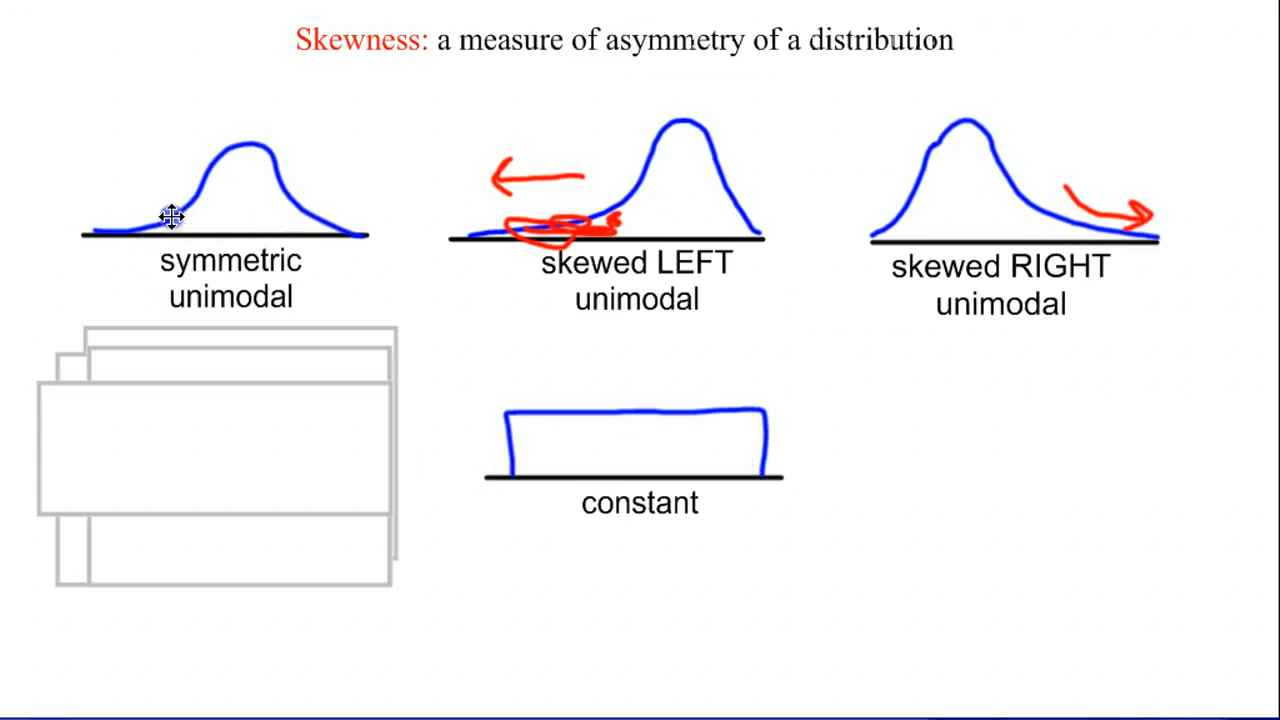 Skewness: a measure of asymmetry of a distribution
symmetric
unimodal
skewed LEFT
unimodal
skewed RIGHT
unimodal
constant